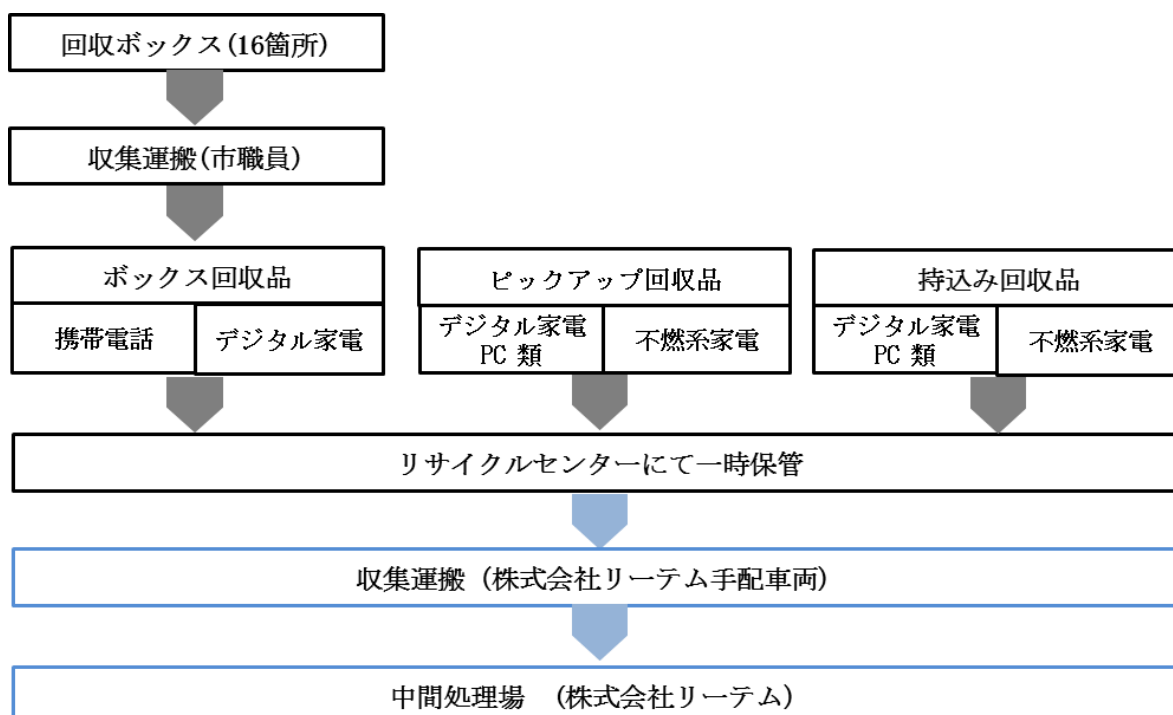 回収ボックス(16箇所)
収集運搬(市職員)
ボックス回収品
携帯電話
デジタル家電
ピックアップ回収品
デジタル家電
PC 類
不燃系家電
持込み回収品
デジタル家電
PC 類
不燃系家電
リサイクルセンターにて一時保管
収集運搬 (株式会社リーテム手配車両)
中間処理場 (株式会社リーテム)